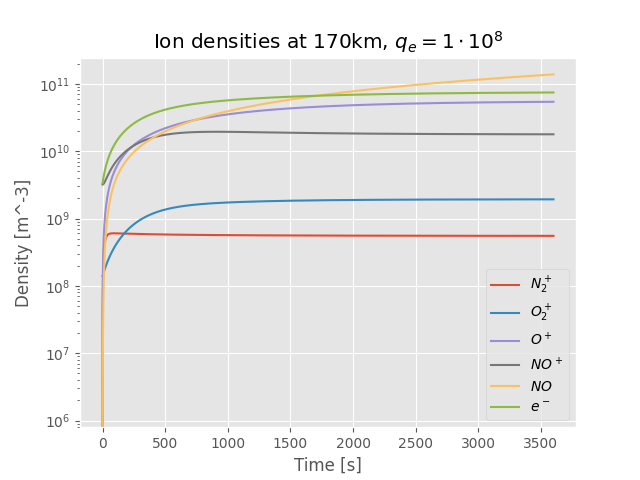 Ion densities at 170km, $q_e = 1 \cdot 10^8$
Density [m^-3]
10^{11}
10^{10}
10^9
10^8
10^7
10^6
N_2^+
O_2^+
O^+
NO^+
NO
e^-
0 500 1000 1500 2000 2500 3000 3500
Time [s]